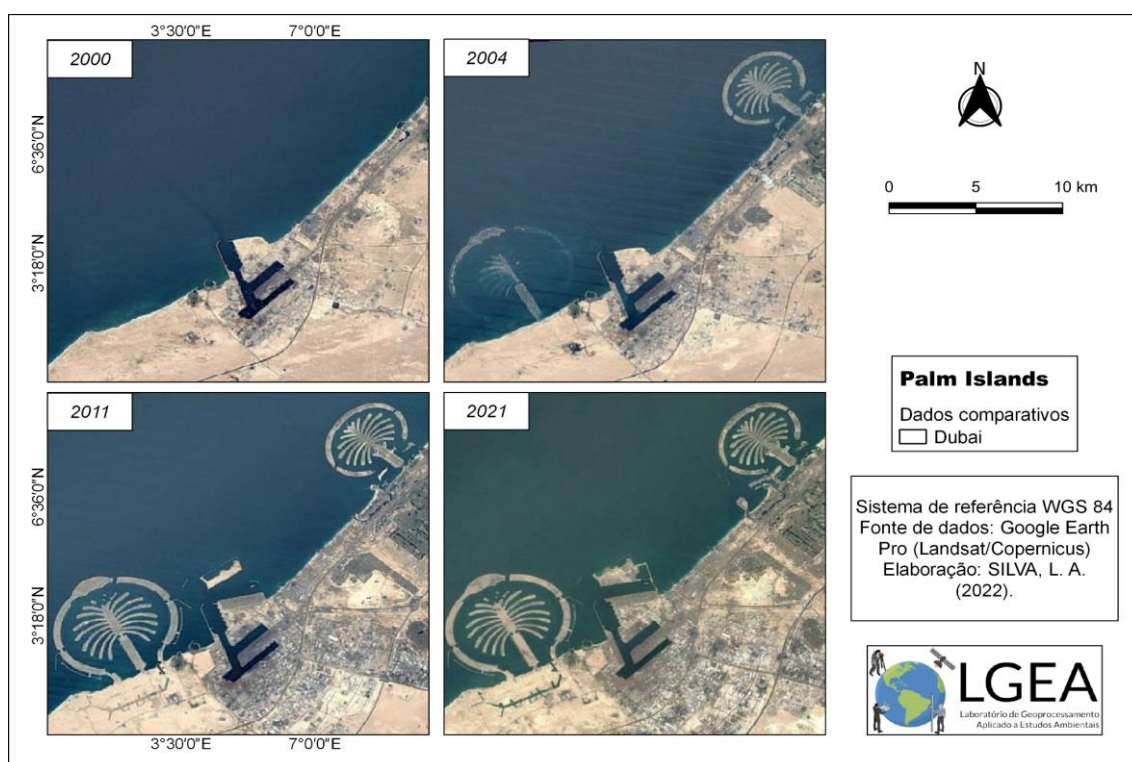 3°30′0″E 7°0′0″E
2000
2004
6°36′0″N
3°18′0″N
N
0 5 10 km
2011
2021
6°36′0″N
3°18′0″N
3°30′0″E 7°0′0″E
Palm Islands
Dados comparativos
Dubai
Sistema de referência WGS 84
Fonte de dados: Google Earth
Pro (Landsat/Copernicus)
Elaboração: SILVA, L. A.
(2022).
LGEA
Laboratório de Geoprocessamento
Aplicado a Estudos Ambientais